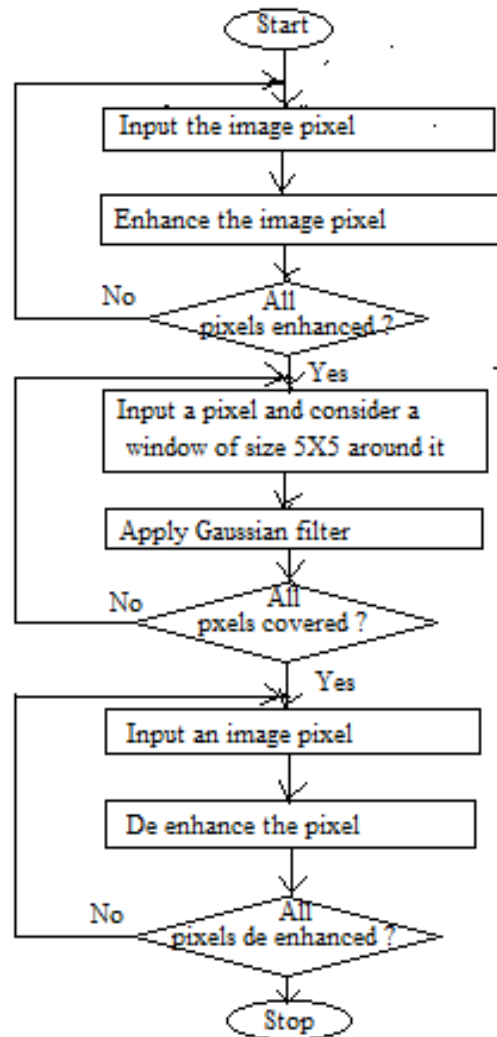 Start
Input the image pixel
Enhance the image pixel
No
All
pixels enhanced ?
Yes
Input a pixel and consider a
window of size 5X5 around it
Apply Gaussian filter
No
All
pxels covered ?
Yes
Input an image pixel
De enhance the pixel
No
All
pixels de enhanced ?
Stop